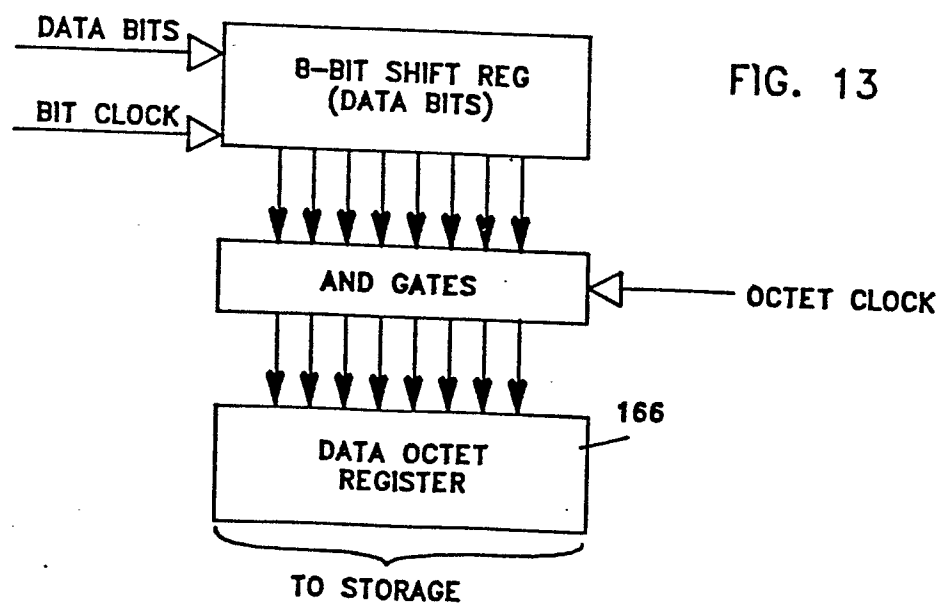 DATA BITS
8-BIT SHIFT REG
(DATA BITS)
FIG. 13
BIT CLOCK
AND GATES
OCTET CLOCK
166
DATA OCTET
REGISTER
TO STORAGE